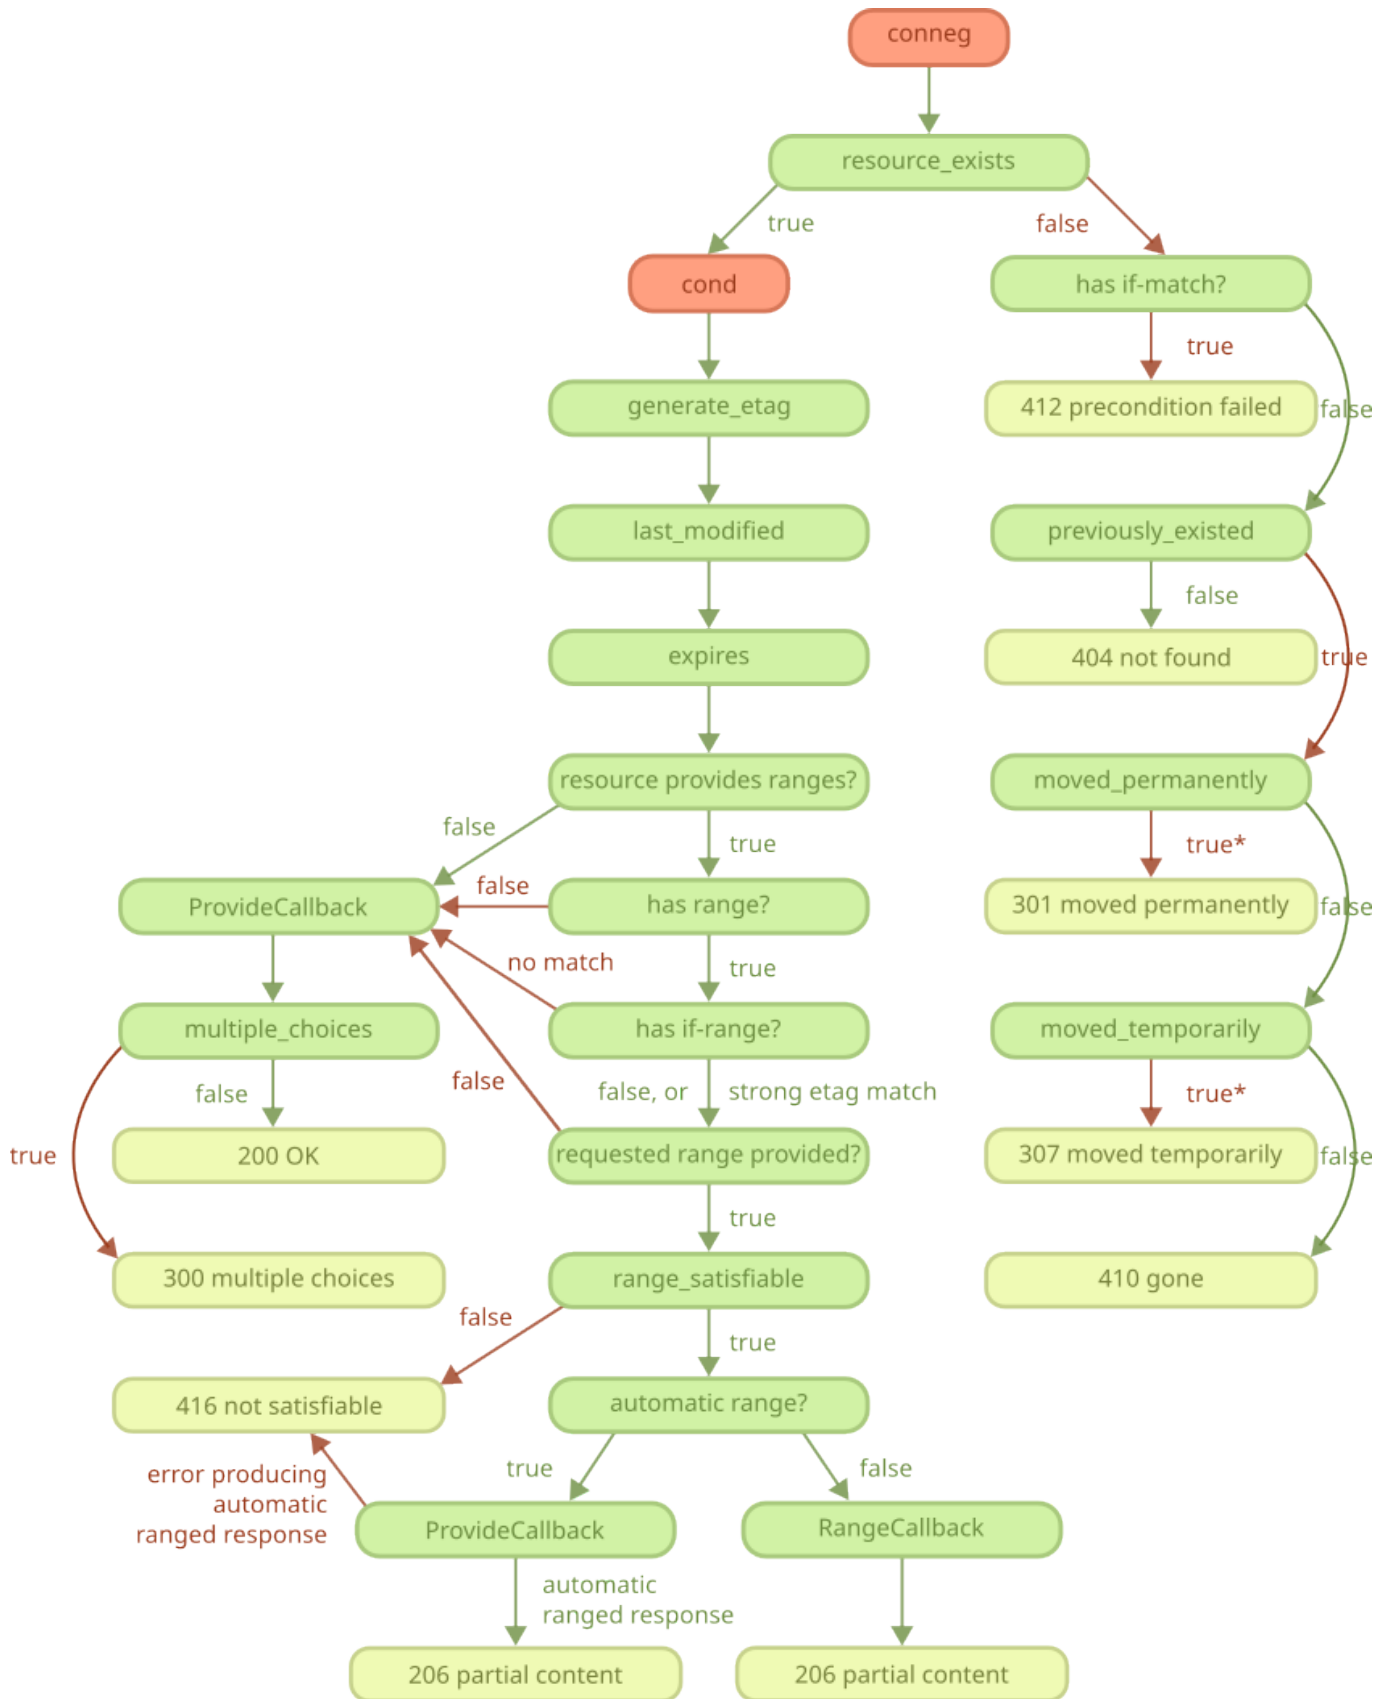 conneg
resource_exists
true
false
cond
has if-match?
true
generate_etag
412 precondition failed
false
last_modified
previously_existed
false
expires
404 not found
true
resource provides ranges?
moved_permanently
false
true
true*
false
ProvideCallback
has range?
301 moved permanently
false
no match
true
multiple_choices
has if-range?
moved_temporarily
false
false
false, or
strong etag match
true*
true
200 OK
requested range provided?
307 moved temporarily
false
true
300 multiple choices
range_satisfiable
410 gone
false
true
416 not satisfiable
automatic range?
error producing
automatic
ranged response
true
false
ProvideCallback
RangeCallback
automatic
ranged response
206 partial content
206 partial content